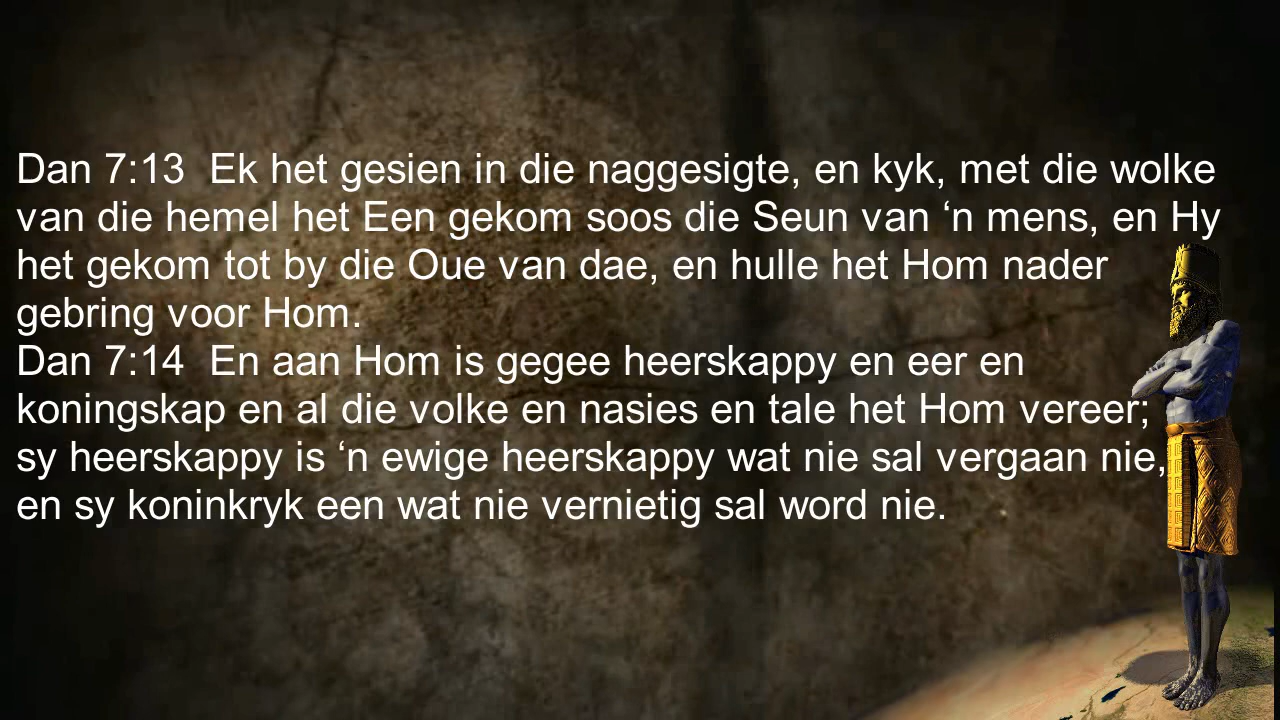 Dan 7:13  Ek het gesien in die naggesigte, en kyk, met die wolke
van die hemel het Een gekom soos die Seun van ‘n mens, en Hy
het gekom tot by die Oue van dae, en hulle het Hom nader
gebring voor Hom.
Dan 7:14  En aan Hom is gegee heerskappy en eer en
koningskap en al die volke en nasies en tale het Hom vereer;
sy heerskappy is ‘n ewige heerskappy wat nie sal vergaan nie,
en sy koninkryk een wat nie vernietig sal word nie.